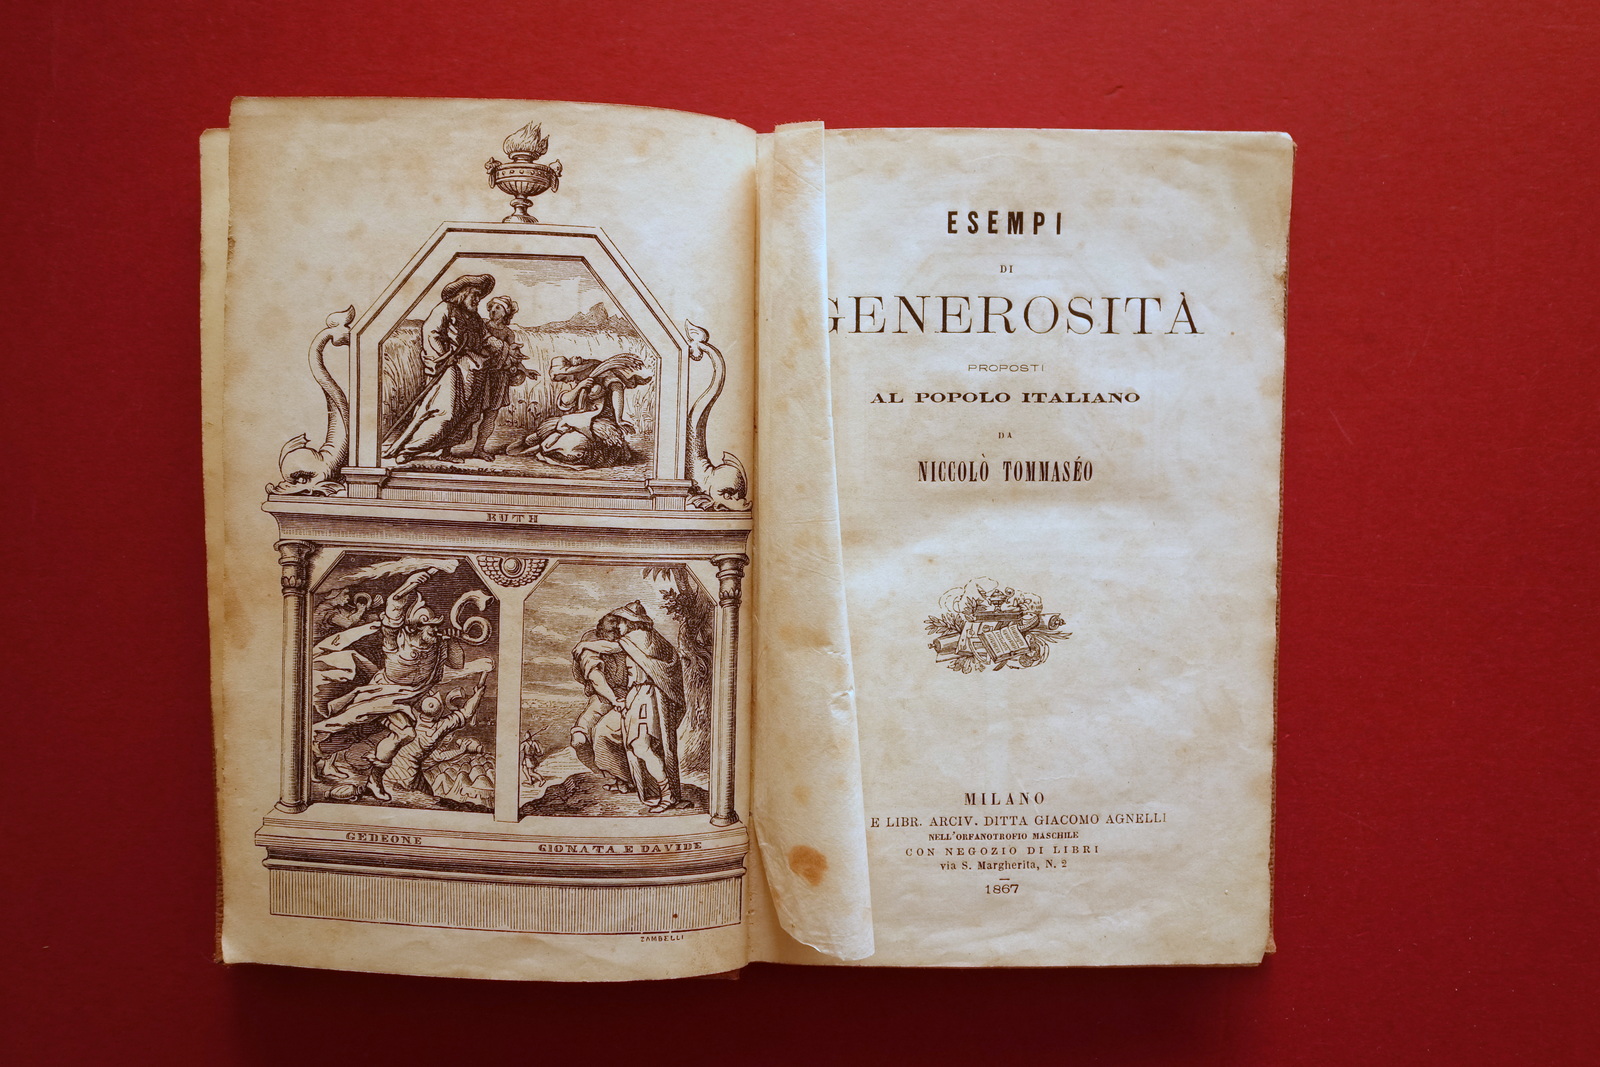 RUTH
GEDEONE
GIONATA E DAVIDE
ZAMBELLI
ESEMPI
DI
GENEROSITÀ
PROPOSTI
AL POPOLO ITALIANO
DA
NICCOLÒ TOMMASÉO
MILANO
E LIBR. ARCIV. DITTA GIACOMO AGNELLI
NELL'ORFANOTROFIO MASCHILE
CON NEGOZIO DI LIBRI
via S. Margherita, N. 2
1867